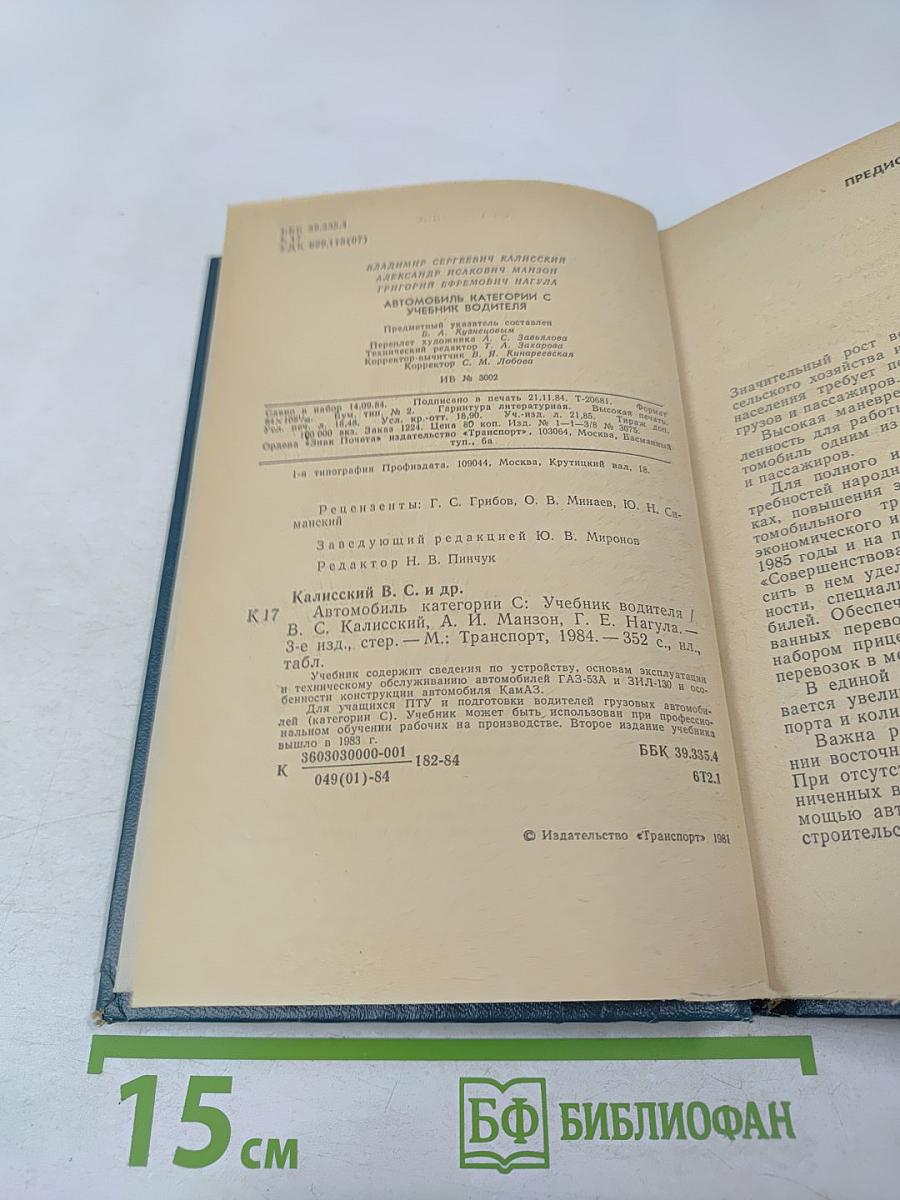 ББК 39.335.4
К 17
УДК 629.113(07)
ВЛАДИМИР СЕРГЕЕВИЧ КАЛИССКИЙ
АЛЕКСАНДР ИСАКОВИЧ МАНЗОН
ГРИГОРИЙ ЕФРЕМОВИЧ НАГУЛА
АВТОМОБИЛЬ КАТЕГОРИИ С
УЧЕБНИК ВОДИТЕЛЯ
Предметный указатель составлен
В. А. Кузнецовым
Переплет художника А. С. Завьялова
Технический редактор Т. А. Захарова
Корректор-вычитчик В. Я. Кинареевская
Корректор С. М. Лобова
ИБ № 3002
Сдано в набор 14.09.84. Подписано в печать 21.11.84. Т-20681. Формат
84×108¹/₃₂. Бум. тип. № 2. Гарнитура литературная. Высокая печать.
Усл. печ. л. 18,48. Усл. кр.-отт. 18,90. Уч.-изд. л. 21,85. Тираж доп.
100 000 экз. Заказ 1224. Цена 80 коп. Изд. № 1—1—3/8 № 3075.
Ордена «Знак Почета» издательство «Транспорт», 103064, Москва, Басманный
туп., 6а
1-я типография Профиздата. 109044, Москва, Крутицкий вал, 18.
Рецензенты: Г. С. Грибов, О. В. Минаев, Ю. Н. Си-
манский
Заведующий редакцией Ю. В. Миронов
Редактор Н. В. Пинчук
Калисский В. С. и др.
К 17 Автомобиль категории С: Учебник водителя /
В. С. Калисский, А. И. Манзон, Г. Е. Нагула. —
3-е изд., стер. — М.: Транспорт, 1984. — 352 с., ил.,
табл.
Учебник содержит сведения по устройству, основам эксплуатации
и техническому обслуживанию автомобилей ГАЗ-53А и ЗИЛ-130 и осо-
бенности конструкции автомобиля КамАЗ.
Для учащихся ПТУ и подготовки водителей грузовых автомоби-
лей (категории С). Учебник может быть использован при профессио-
нальном обучении рабочих на производстве. Второе издание учебника
вышло в 1983 г.
К 3603030000-001 182-84 ББК 39.335.4
049(01)-84 6Т2.1
© Издательство «Транспорт» 1981
ПРЕДИС
Значительный рост
сельского хозяйства и
населения требует
грузов и пассажиров.
Высокая маневре
ленность для работы
томобиль одним из
и пассажиров.
Для полного и
требностей народн
ках, повышения э
томобильного тр
экономического и
1985 годы и на п
«Совершенствова
сить в нем удел
ности, специали
билей. Обеспеч
ванных перево
набором прице
перевозок в ме
В единой
вается увели
порта и коли
Важна р
нии восточн
При отсутст
ниченных в
мощью авт
строительс
15 см
БФ БИБЛИОФАН